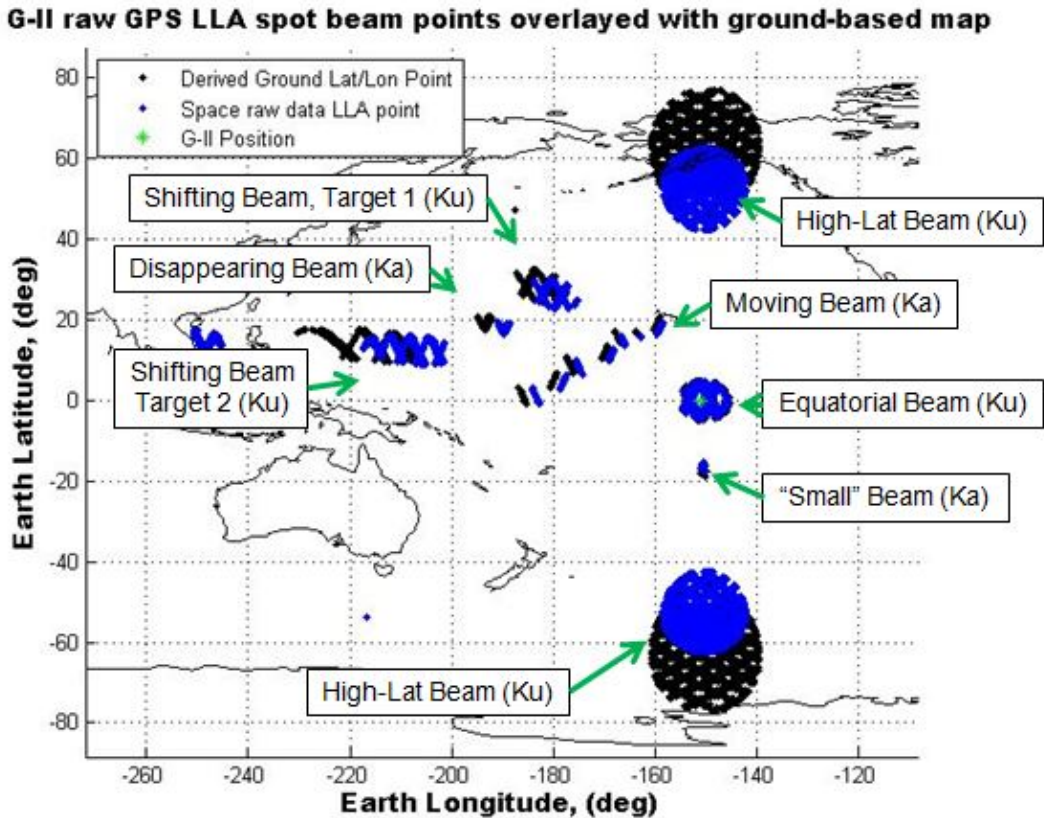 G-II raw GPS LLA spot beam points overlayed with ground-based map
Derived Ground Lat/Lon Point
Space raw data LLA point
G-II Position
Shifting Beam, Target 1 (Ku)
Disappearing Beam (Ka)
Shifting Beam
Target 2 (Ku)
High-Lat Beam (Ku)
Moving Beam (Ka)
Equatorial Beam (Ku)
“Small” Beam (Ka)
High-Lat Beam (Ku)
Earth Latitude, (deg)
80
60
40
20
0
-20
-40
-60
-80
-260
-240
-220
-200
-180
-160
-140
-120
Earth Longitude, (deg)